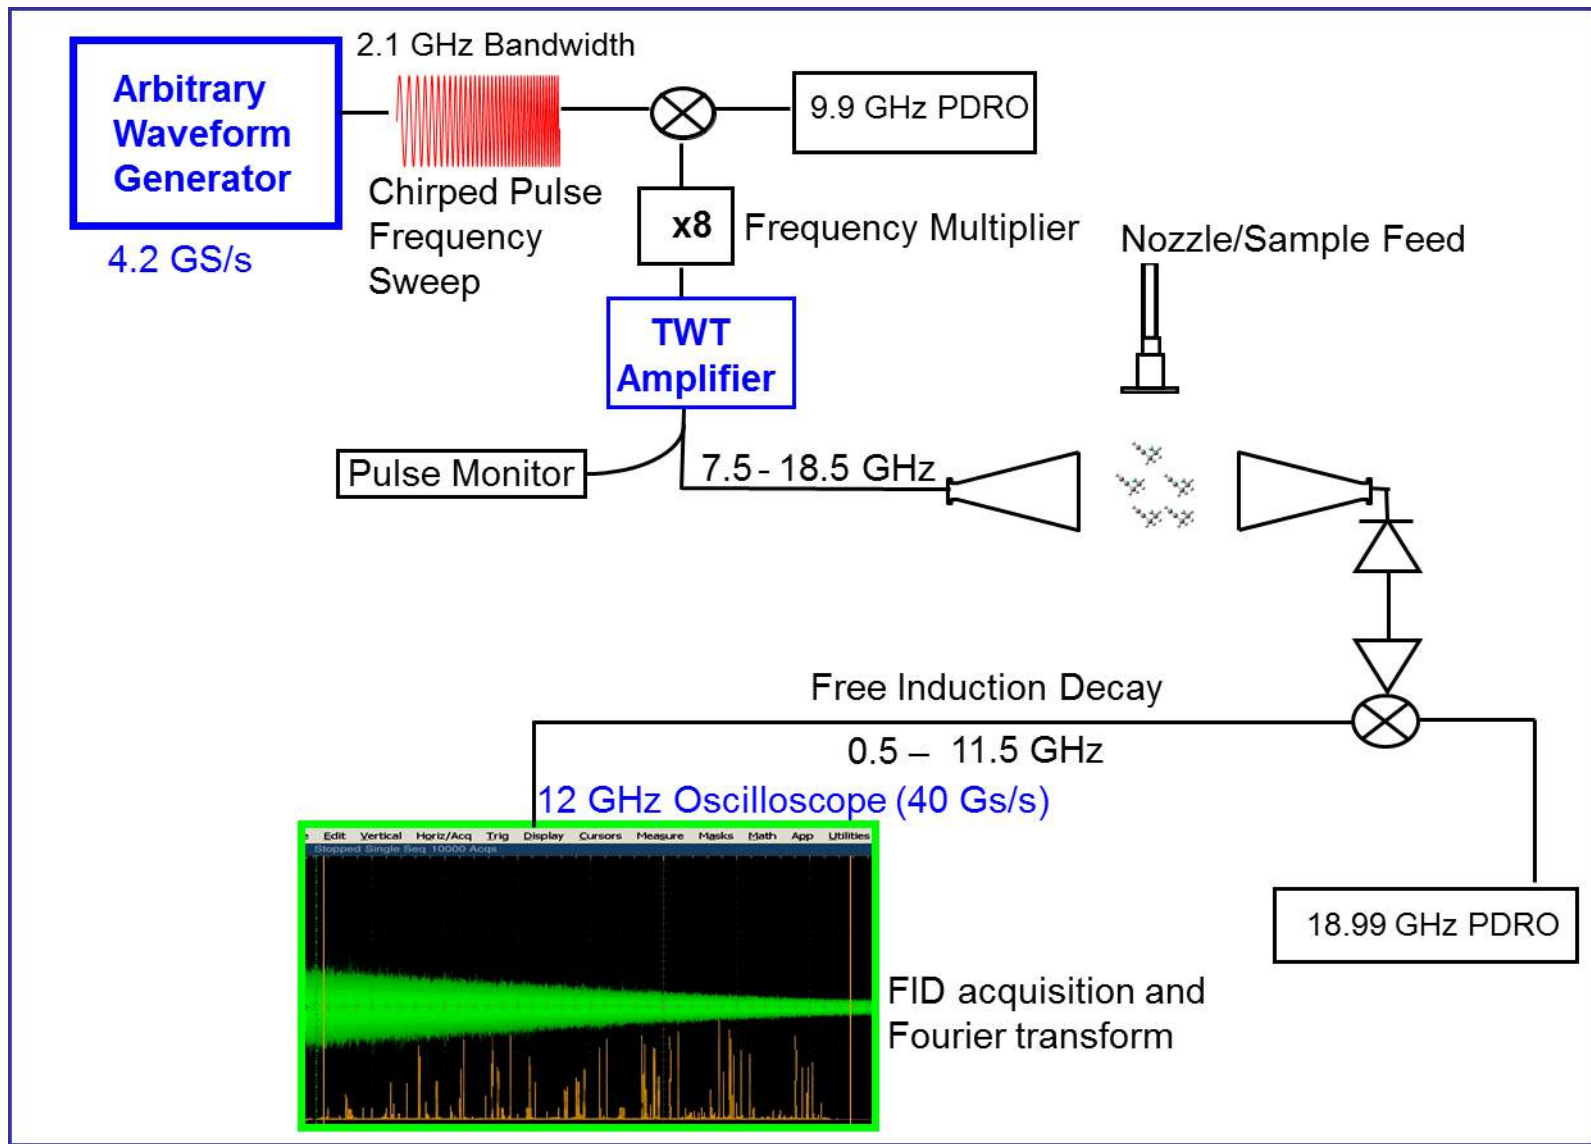 2.1 GHz Bandwidth
Arbitrary
Waveform
Generator
9.9 GHz PDRO
4.2 GS/s
Chirped Pulse
Frequency
Sweep
x8
Frequency Multiplier
Nozzle/Sample Feed
TWT
Amplifier
Pulse Monitor
7.5 - 18.5 GHz
Free Induction Decay
0.5 – 11.5 GHz
12 GHz Oscilloscope (40 Gs/s)
Edit Vertical Horiz/Acq Trig Display Cursors Measure Masks Math App Utilities
Stopped Single Seq 10000 Acqs
18.99 GHz PDRO
FID acquisition and
Fourier transform